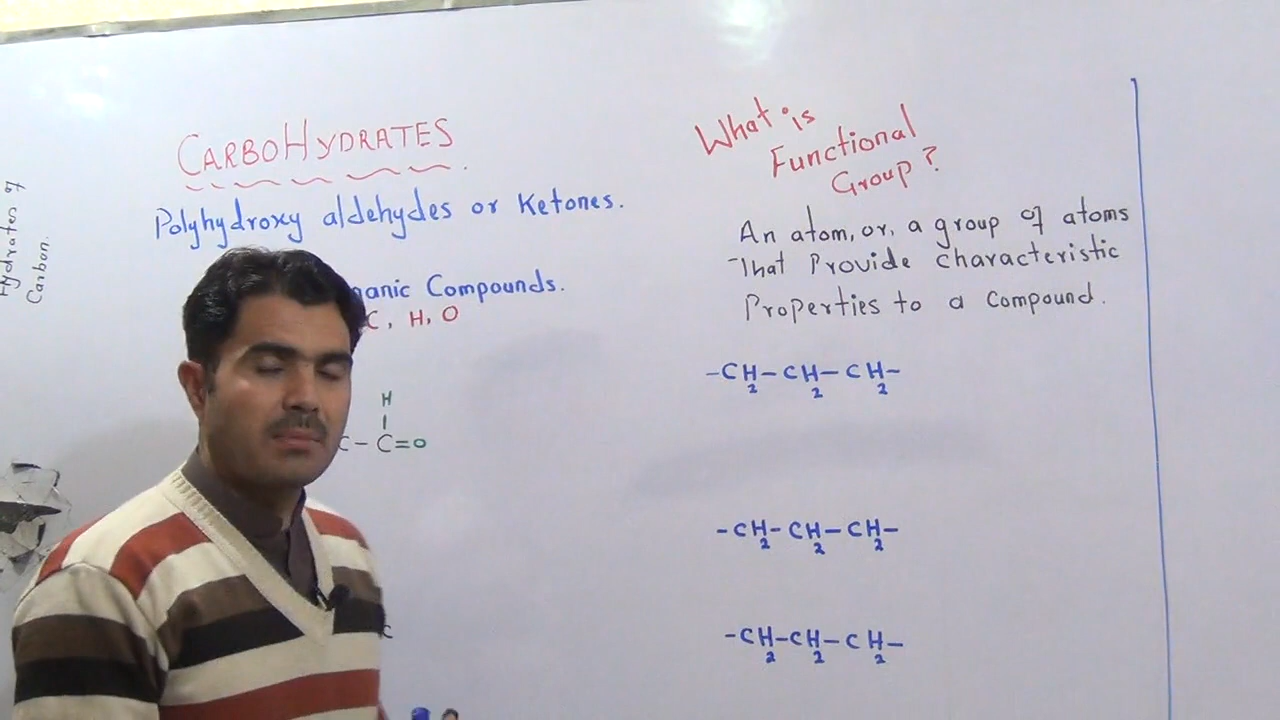 Hydrates of
Carbon.
CARBOHYDRATES
Polyhydroxy aldehydes or Ketones.
Compounds.
C, H, O
H
C-C=O
C
What is
Functional
Group?
An atom, or, a group of atoms
That Provide characteristic
Properties to a Compound.
-CH₂-CH₂-CH₂-
-CH₂-CH₂-CH₂-
-CH₂-CH₂-CH₂-